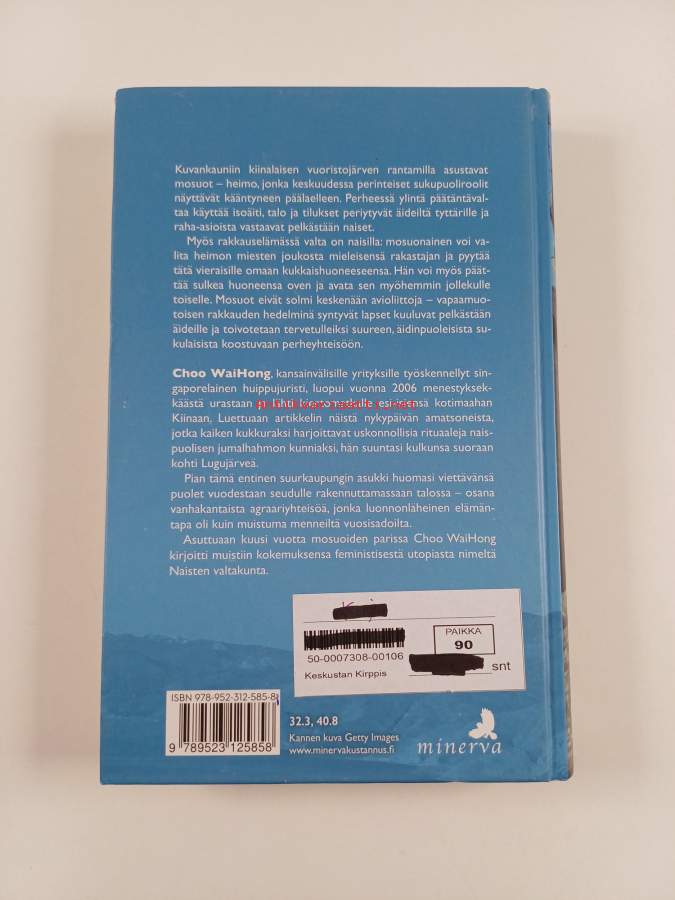 Kuvankauniin kiinalaisen vuoristojärven rantamilla asustavat
mosuot – heimo, jonka keskuudessa perinteiset sukupuoliroolit
näyttävät kääntyneen päälaelleen. Perheessä ylintä päätäntäval-
taa käyttää isoäiti, talo ja tilukset periytyvät äideiltä tyttärille ja
raha-asioista vastaavat pelkästään naiset.
Myös rakkauselämässä valta on naisilla: mosuonainen voi va-
lita heimon miesten joukosta mieleisensä rakastajan ja pyytää
tätä vieraisille omaan kukkaishuoneeseensa. Hän voi myös päät-
tää sulkea huoneensa oven ja avata sen myöhemmin jollekulle
toiselle. Mosuot eivät solmi keskenään avioliittoja – vapaamuo-
toisen rakkauden hedelminä syntyvät lapset kuuluvat pelkästään
äideille ja toivotetaan tervetulleiksi suureen, äidinpuoleisista su-
kulaisista koostuvaan perheyhteisöön.
Choo WaiHong, kansainvälisille yrityksille työskennellyt sin-
gaporelainen huippujuristi, luopui vuonna 2006 menestyksek-
käästä urastaan ja lähti kiertomatkalle esi-isiensä kotimaahan
Kiinaan. Luettuaan artikkelin näistä nykypäivän amatsoneista,
jotka kaiken kukkuraksi harjoittavat uskonnollisia rituaaleja nais-
puolisen jumalhahmon kunniaksi, hän suuntasi kulkunsa suoraan
kohti Lugujärveä.
Pian tämä entinen suurkaupungin asukki huomasi viettävänsä
puolet vuodestaan seudulle rakennuttamassaan talossa – osana
vanhakantaista agraariyhteisöä, jonka luonnonläheinen elämän-
tapa oli kuin muistuma menneiltä vuosisadoilta.
Asuttuaan kuusi vuotta mosuoiden parissa Choo WaiHong
kirjoitti muistiin kokemuksensa feministisestä utopiasta nimeltä
Naisten valtakunta.
PAIKKA
90
50-0007308-00106
snt
Keskustan Kirppis
ISBN 978-952-312-585-8
9 789523 125858
32.3, 40.8
Kannen kuva Getty Images
www.minervakustannus.fi
minerva